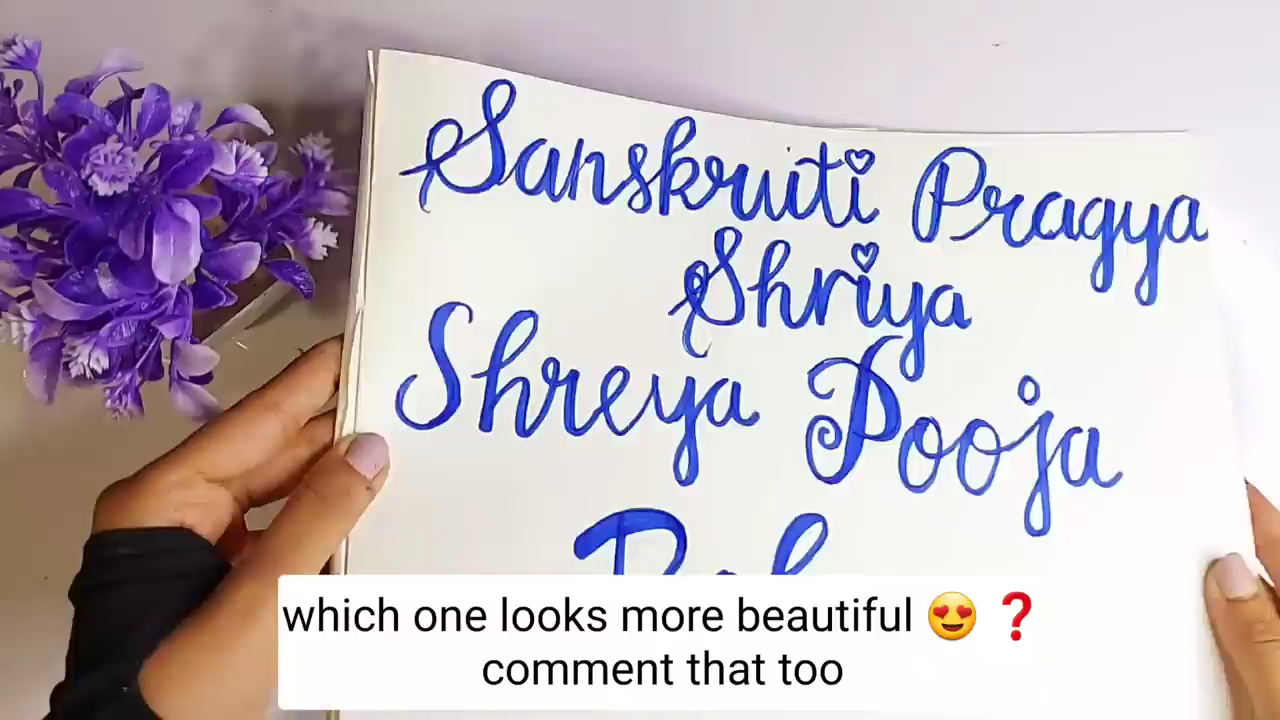 Sanskruti Pragya
Shriya
Shreya Pooja
which one looks more beautiful 😍 ❓
comment that too